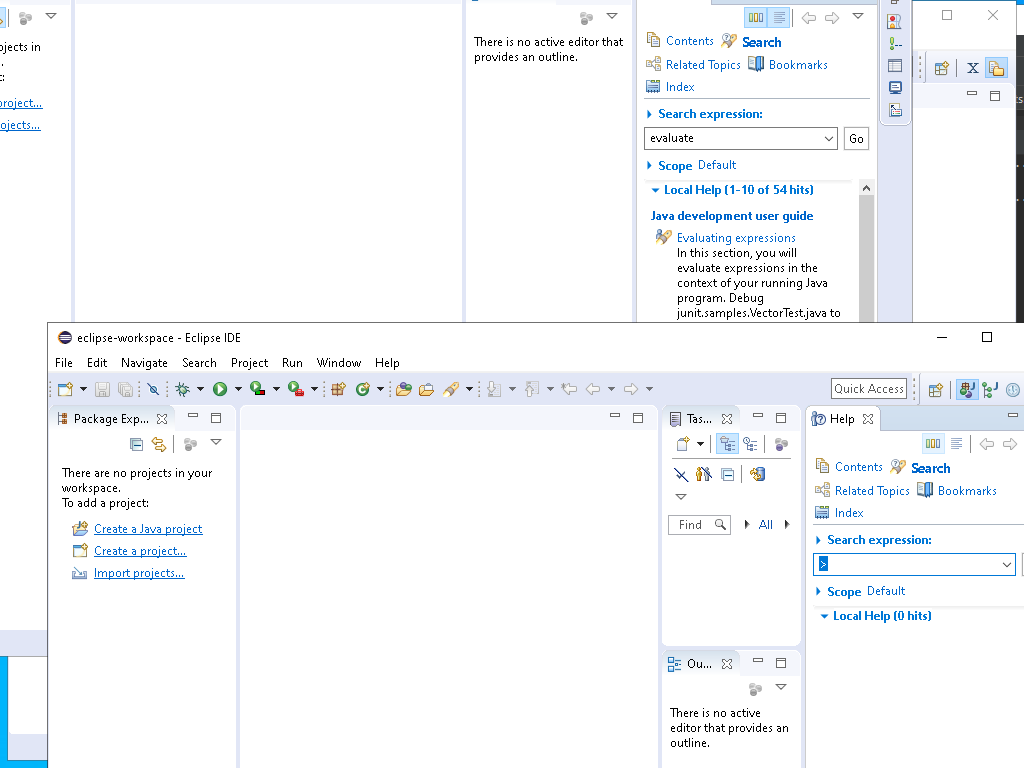 ojects in
.
c:
project...
ojects...
There is no active editor that
provides an outline.
Contents
Search
Related Topics
Bookmarks
Index
Search expression:
evaluate
Go
Scope Default
Local Help (1-10 of 54 hits)
Java development user guide
Evaluating expressions
In this section, you will
evaluate expressions in the
context of your running Java
program. Debug
junit.samples.VectorTest.java to
X
eclipse-workspace - Eclipse IDE
File Edit Navigate Search Project Run Window Help
Quick Access
Package Exp...
There are no projects in your
workspace.
To add a project:
Create a Java project
Create a project...
Import projects...
Tas...
Find
All
Ou...
There is no active
editor that provides an
outline.
Help
Contents
Search
Related Topics
Bookmarks
Index
Search expression:
>
Scope Default
Local Help (0 hits)